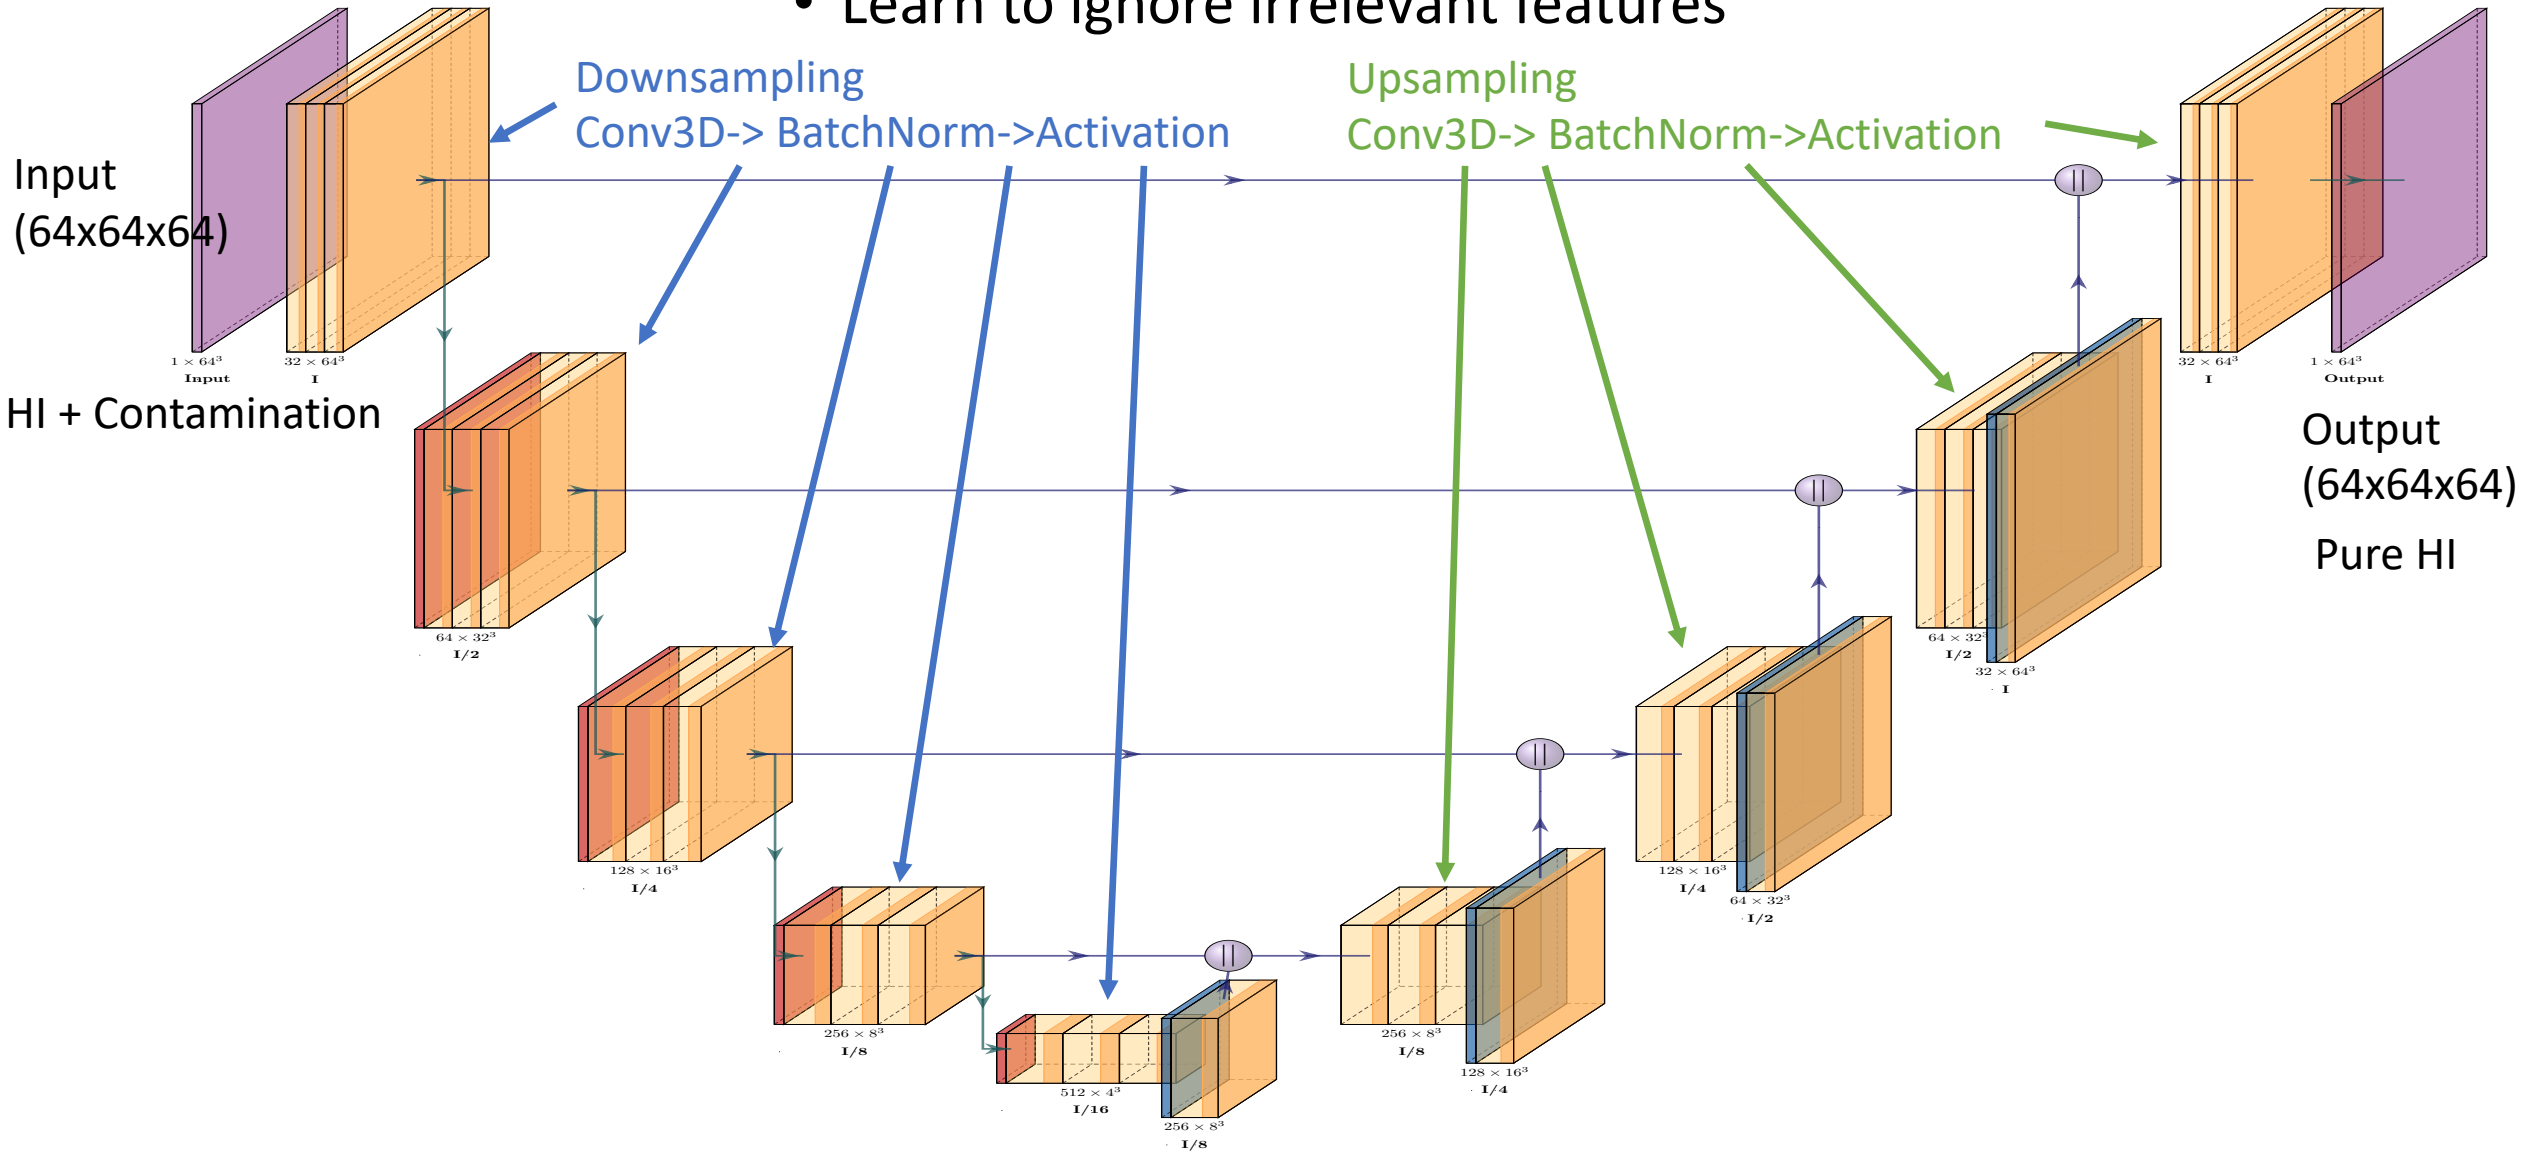 • Learn to ignore irrelevant features
Downsampling
Conv3D-> BatchNorm->Activation
Upsampling
Conv3D-> BatchNorm->Activation
Input
(64x64x64)
1 × 64³
Input
32 × 64³
I
HI + Contamination
64 × 32³
I/2
128 × 16³
I/4
256 × 8³
I/8
512 × 4³
I/16
256 × 8³
I/8
||
256 × 8³
I/8
128 × 16³
I/4
||
128 × 16³
I/4
64 × 32³
I/2
||
64 × 32³
I/2
32 × 64³
I
||
32 × 64³
I
1 × 64³
Output
Output
(64x64x64)
Pure HI